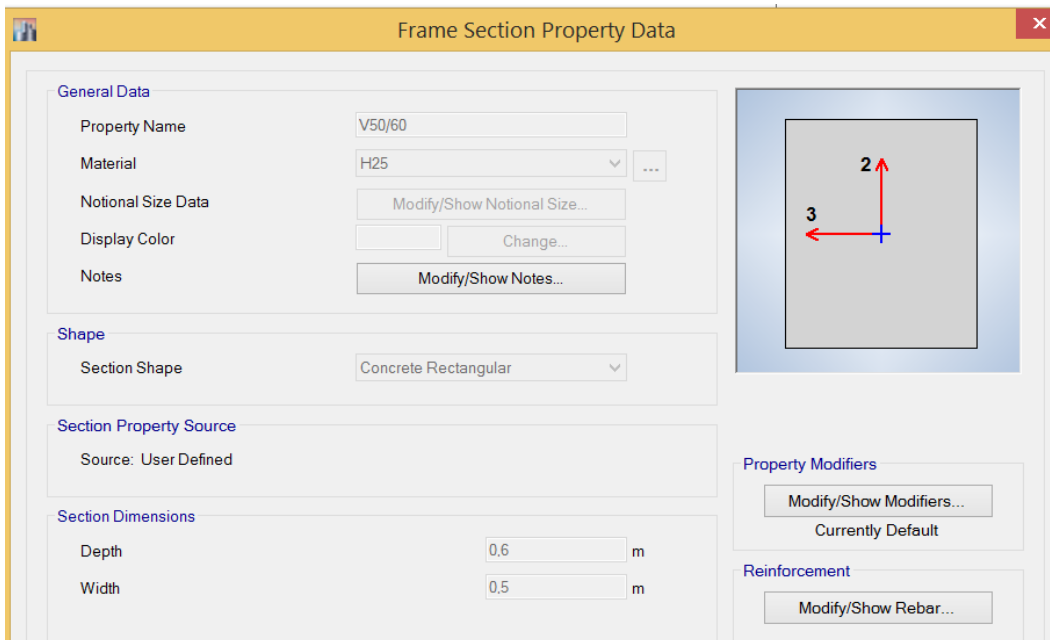 Frame Section Property Data
General Data
Property Name V50/60
Material H25 ...
Notional Size Data Modify/Show Notional Size...
Display Color Change...
Notes Modify/Show Notes...
2
3
Shape
Section Shape Concrete Rectangular
Section Property Source
Source: User Defined
Property Modifiers
Modify/Show Modifiers...
Currently Default
Section Dimensions
Depth 0,6 m
Width 0,5 m
Reinforcement
Modify/Show Rebar...